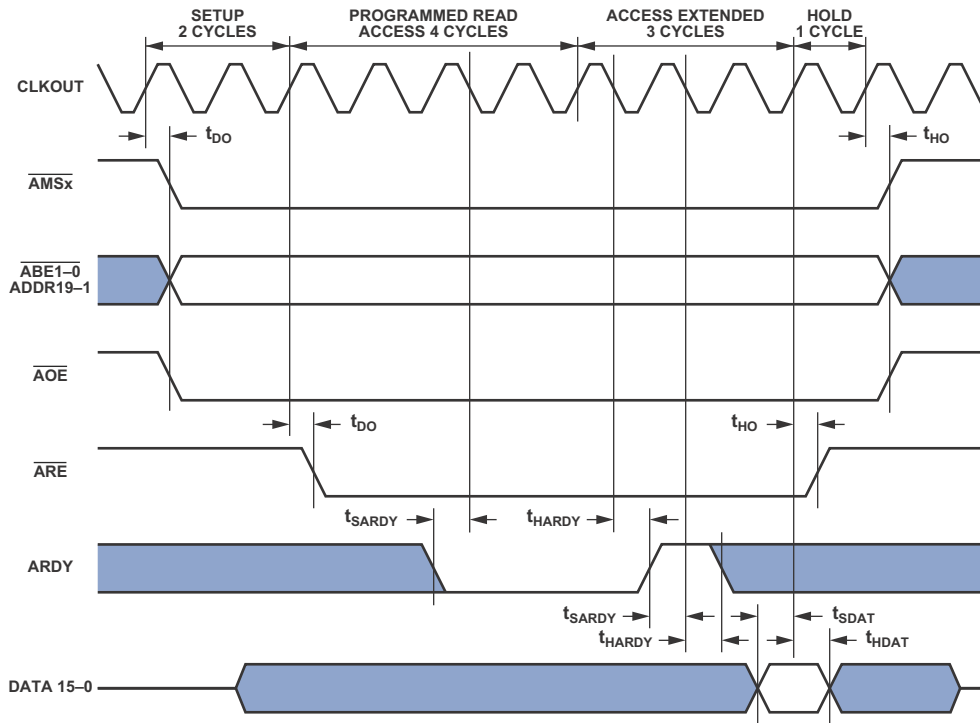 SETUP
2 CYCLES
PROGRAMMED READ
ACCESS 4 CYCLES
ACCESS EXTENDED
3 CYCLES
HOLD
1 CYCLE
CLKOUT
tDO
tHO
AMSx
ABE1–0
ADDR19–1
AOE
tDO
tHO
ARE
tSARDY
tHARDY
ARDY
tSARDY
tSDAT
tHARDY
tHDAT
DATA 15–0